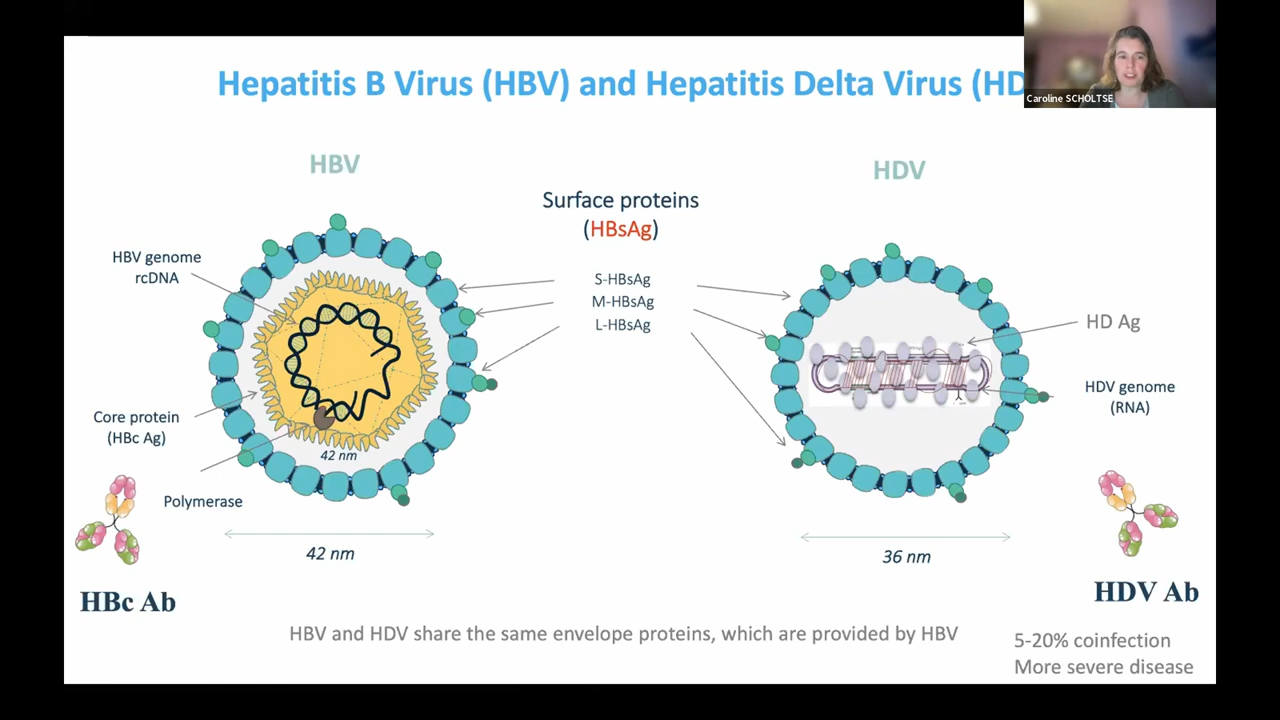 Hepatitis B Virus (HBV) and Hepatitis Delta Virus (HD
Caroline SCHOLTSE
HBV
HDV
Surface proteins
(HBsAg)
HBV genome
rcDNA
S-HBsAg
M-HBsAg
L-HBsAg
HD Ag
HDV genome
(RNA)
Core protein
(HBc Ag)
42 nm
Polymerase
42 nm
36 nm
HBc Ab
HDV Ab
HBV and HDV share the same envelope proteins, which are provided by HBV
5-20% coinfection
More severe disease